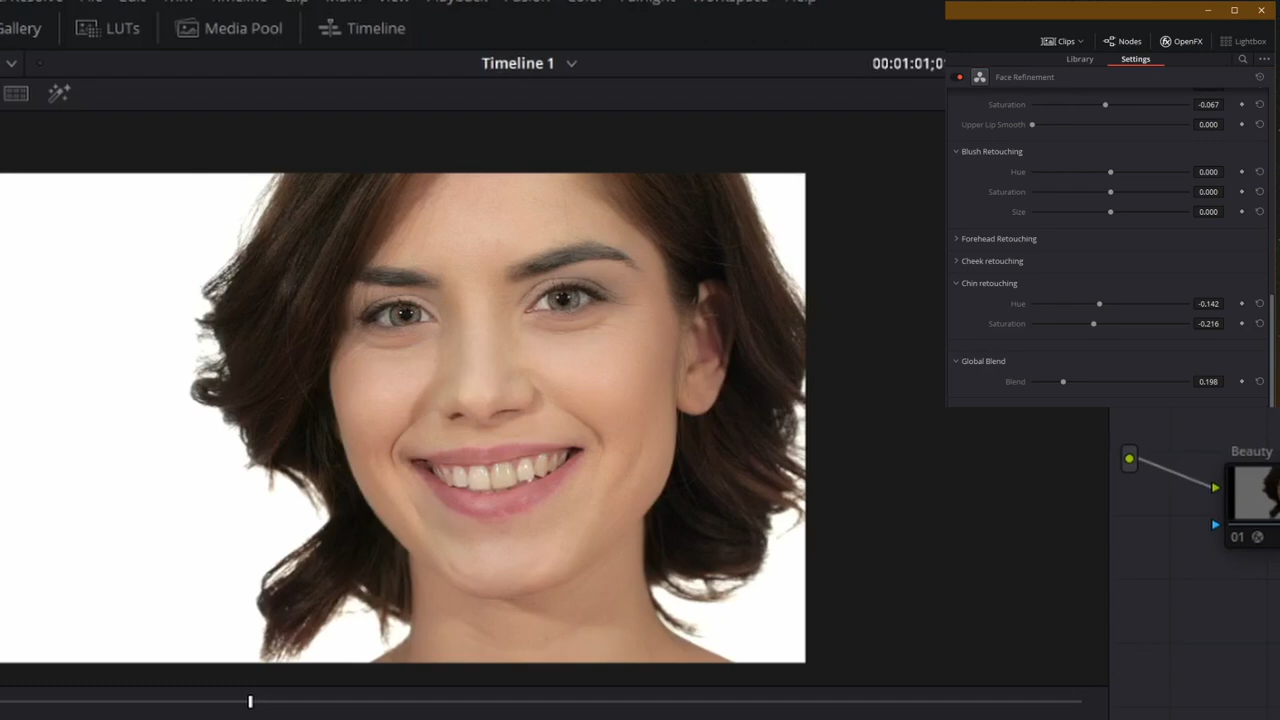 Gallery LUTs Media Pool Timeline
Timeline 1 00:01:01;0
Clips Nodes OpenFX Lightbox
Library Settings
Face Refinement
Saturation -0.067
Upper Lip Smooth 0.000
Blush Retouching
Hue 0.000
Saturation 0.000
Size 0.000
Forehead Retouching
Cheek retouching
Chin retouching
Hue -0.142
Saturation -0.216
Global Blend
Blend 0.198
Beauty
01